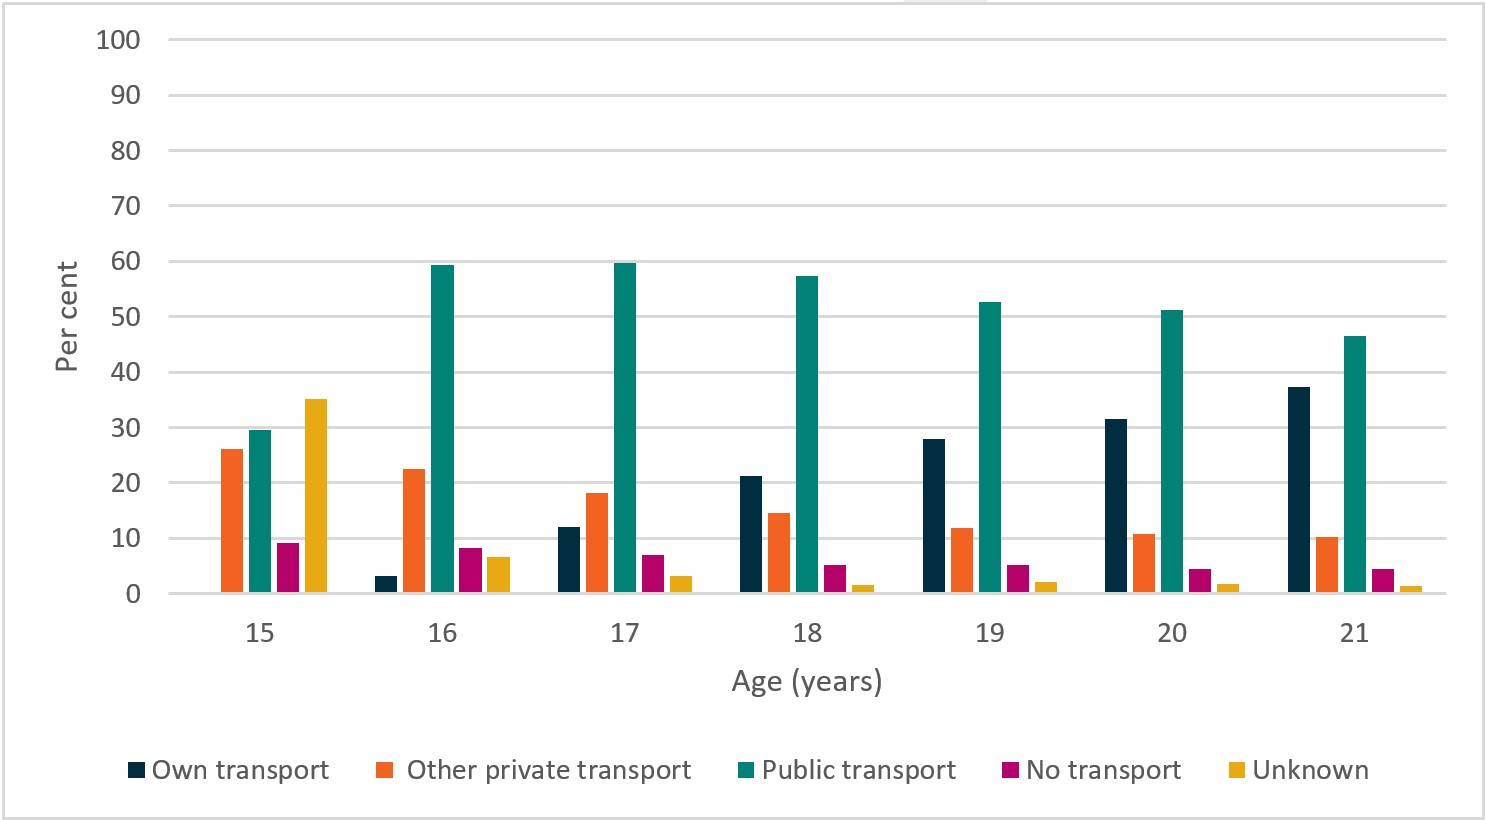 100
90
80
70
60
50
40
30
20
10
0
Per cent
15 16 17 18 19 20 21
Age (years)
Own transport Other private transport Public transport No transport Unknown